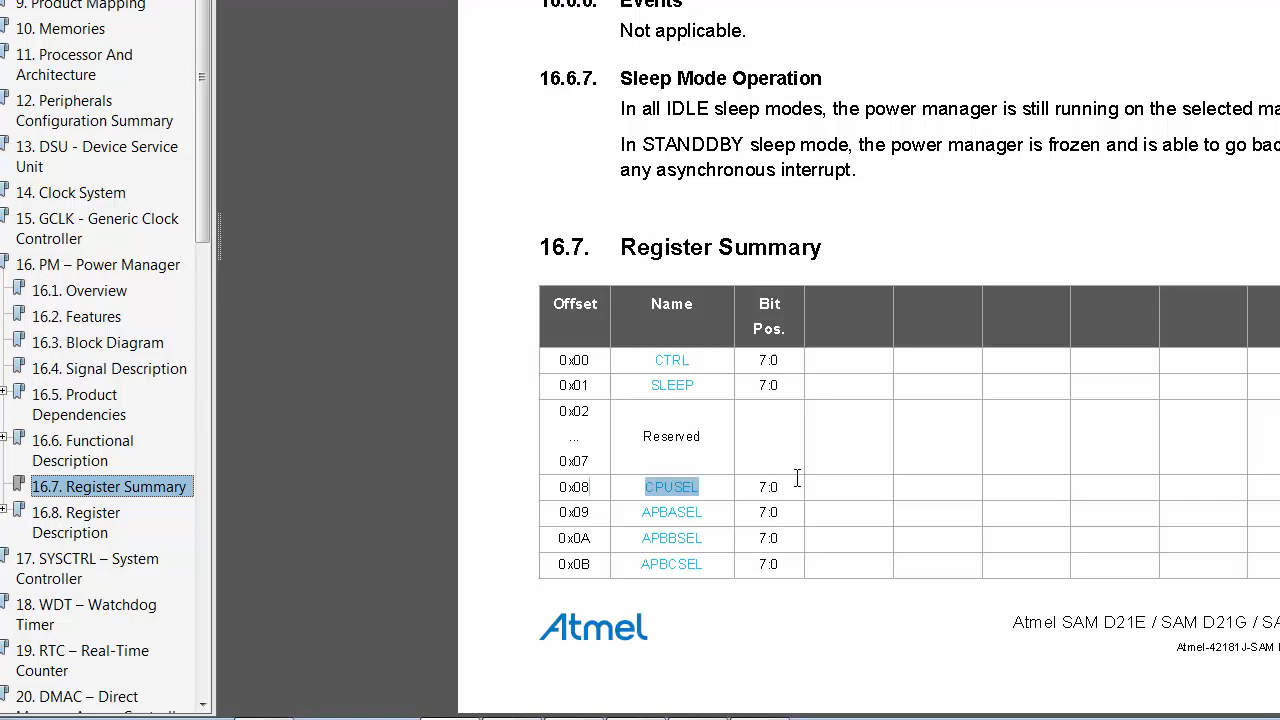 9. Product Mapping
10. Memories
11. Processor And
Architecture
12. Peripherals
Configuration Summary
13. DSU - Device Service
Unit
14. Clock System
15. GCLK - Generic Clock
Controller
16. PM – Power Manager
16.1. Overview
16.2. Features
16.3. Block Diagram
16.4. Signal Description
16.5. Product
Dependencies
16.6. Functional
Description
16.7. Register Summary
16.8. Register
Description
17. SYSCTRL – System
Controller
18. WDT – Watchdog
Timer
19. RTC – Real-Time
Counter
20. DMAC – Direct
Events
Not applicable.
16.6.7. Sleep Mode Operation
In all IDLE sleep modes, the power manager is still running on the selected ma
In STANDDBY sleep mode, the power manager is frozen and is able to go bac
any asynchronous interrupt.
16.7. Register Summary
Offset Name Bit
Pos.
0x00 CTRL 7:0
0x01 SLEEP 7:0
0x02
... Reserved
0x07
0x08 CPUSEL 7:0
0x09 APBASEL 7:0
0x0A APBBSEL 7:0
0x0B APBCSEL 7:0
Atmel
Atmel SAM D21E / SAM D21G / SA
Atmel-42181J-SAM